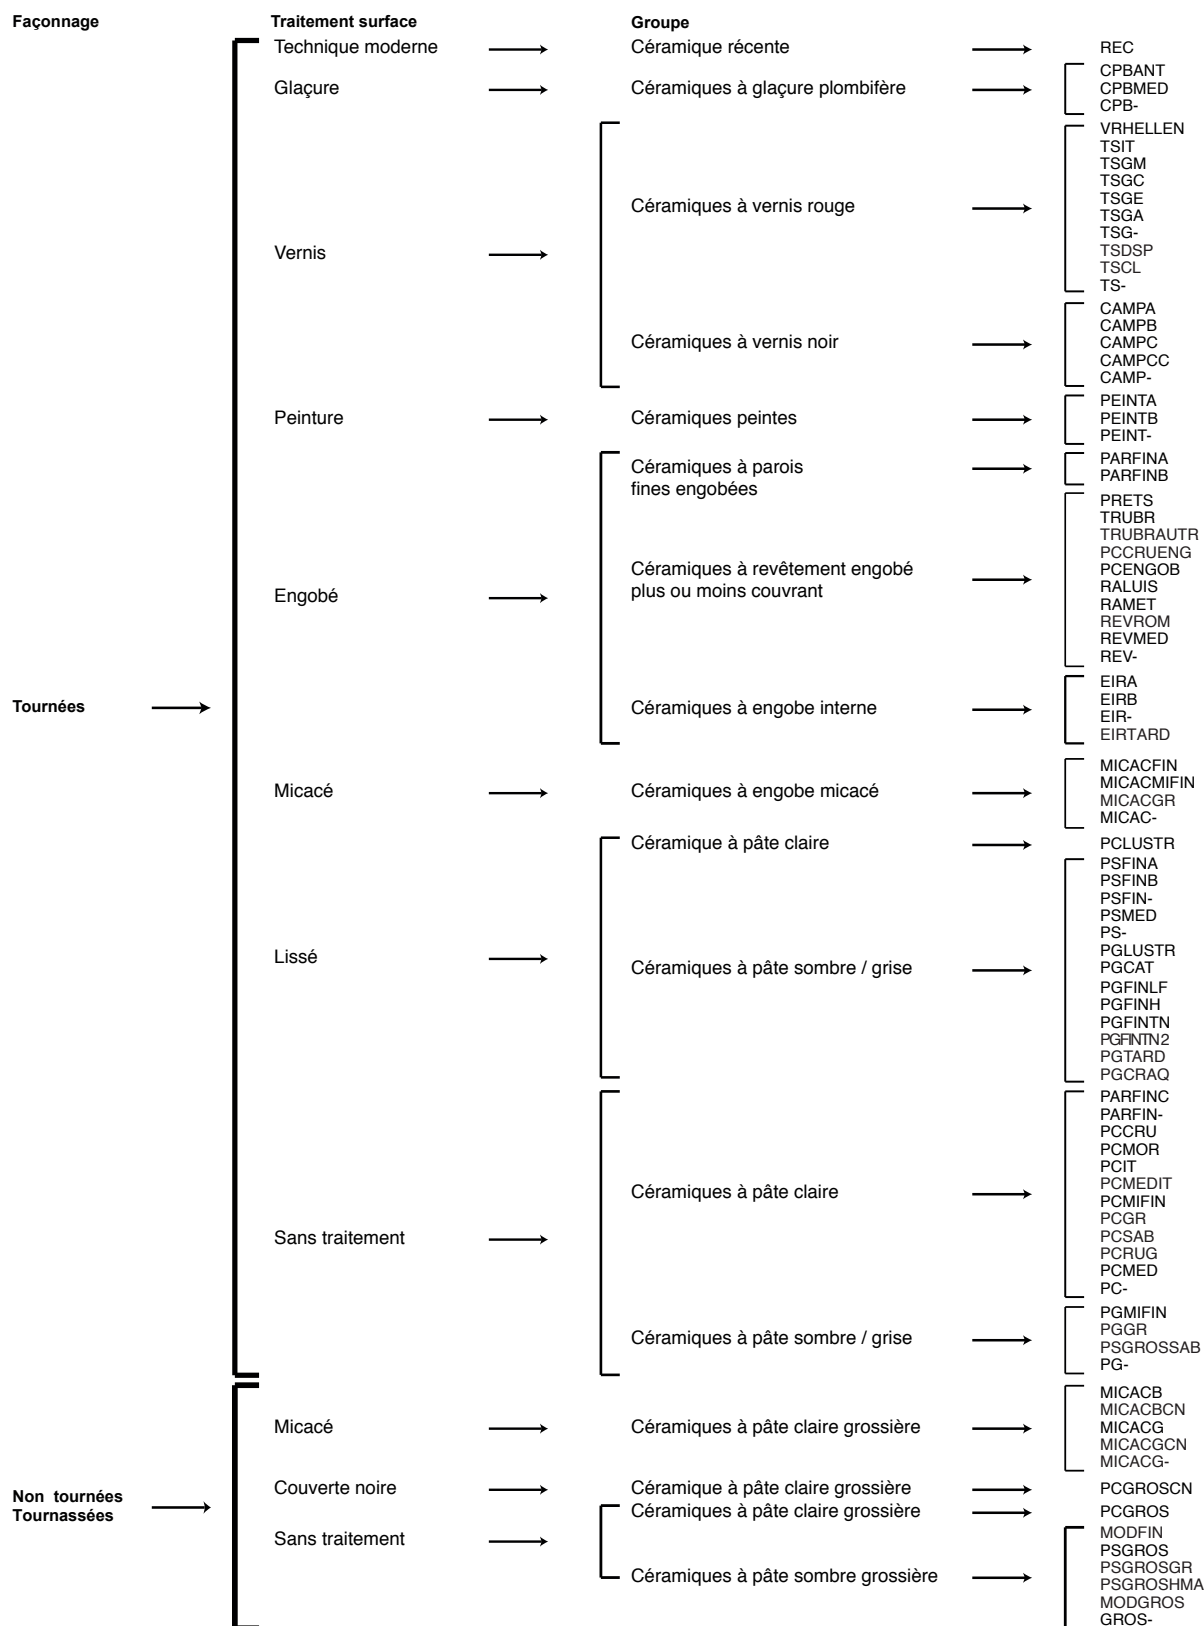 Façonnage
Traitement surface
Groupe
Technique moderne
Céramique récente
REC
Glaçure
Céramiques à glaçure plombifère
CPBANT
CPBMED
CPB-
Vernis
Céramiques à vernis rouge
VRHELLEN
TSIT
TSGM
TSGC
TSGE
TSGA
TSG-
TSDSP
TSCL
TS-
Céramiques à vernis noir
CAMPA
CAMPB
CAMPC
CAMPCC
CAMP-
Peinture
Céramiques peintes
PEINTA
PEINTB
PEINT-
Engobé
Céramiques à parois
fines engobées
PARFINA
PARFINB
Céramiques à revêtement engobé
plus ou moins couvrant
PRETS
TRUBR
TRUBRAUTR
PCCRUENG
PCENGOB
RALUIS
RAMET
REVROM
REVMED
REV-
Tournées
Céramiques à engobe interne
EIRA
EIRB
EIR-
EIRTARD
Micacé
Céramiques à engobe micacé
MICACFIN
MICACMIFIN
MICACGR
MICAC-
Lissé
Céramique à pâte claire
PCLUSTR
Céramiques à pâte sombre / grise
PSFINA
PSFINB
PSFIN-
PSMED
PS-
PGLUSTR
PGCAT
PGFINLF
PGFINH
PGFINTN
PGFINTN2
PGTARD
PGCRAQ
Sans traitement
Céramiques à pâte claire
PARFINC
PARFIN-
PCCRU
PCMOR
PCIT
PCMEDIT
PCMIFIN
PCGR
PCSAB
PCRUG
PCMED
PC-
Céramiques à pâte sombre / grise
PGMIFIN
PGGR
PSGROSSAB
PG-
Non tournées
Tournassées
Micacé
Céramiques à pâte claire grossière
MICACB
MICACBCN
MICACG
MICACGCN
MICACG-
Couverte noire
Céramique à pâte claire grossière
PCGROSCN
Sans traitement
Céramiques à pâte claire grossière
PCGROS
Céramiques à pâte sombre grossière
MODFIN
PSGROS
PSGROSGR
PSGROSHMA
MODGROS
GROS-